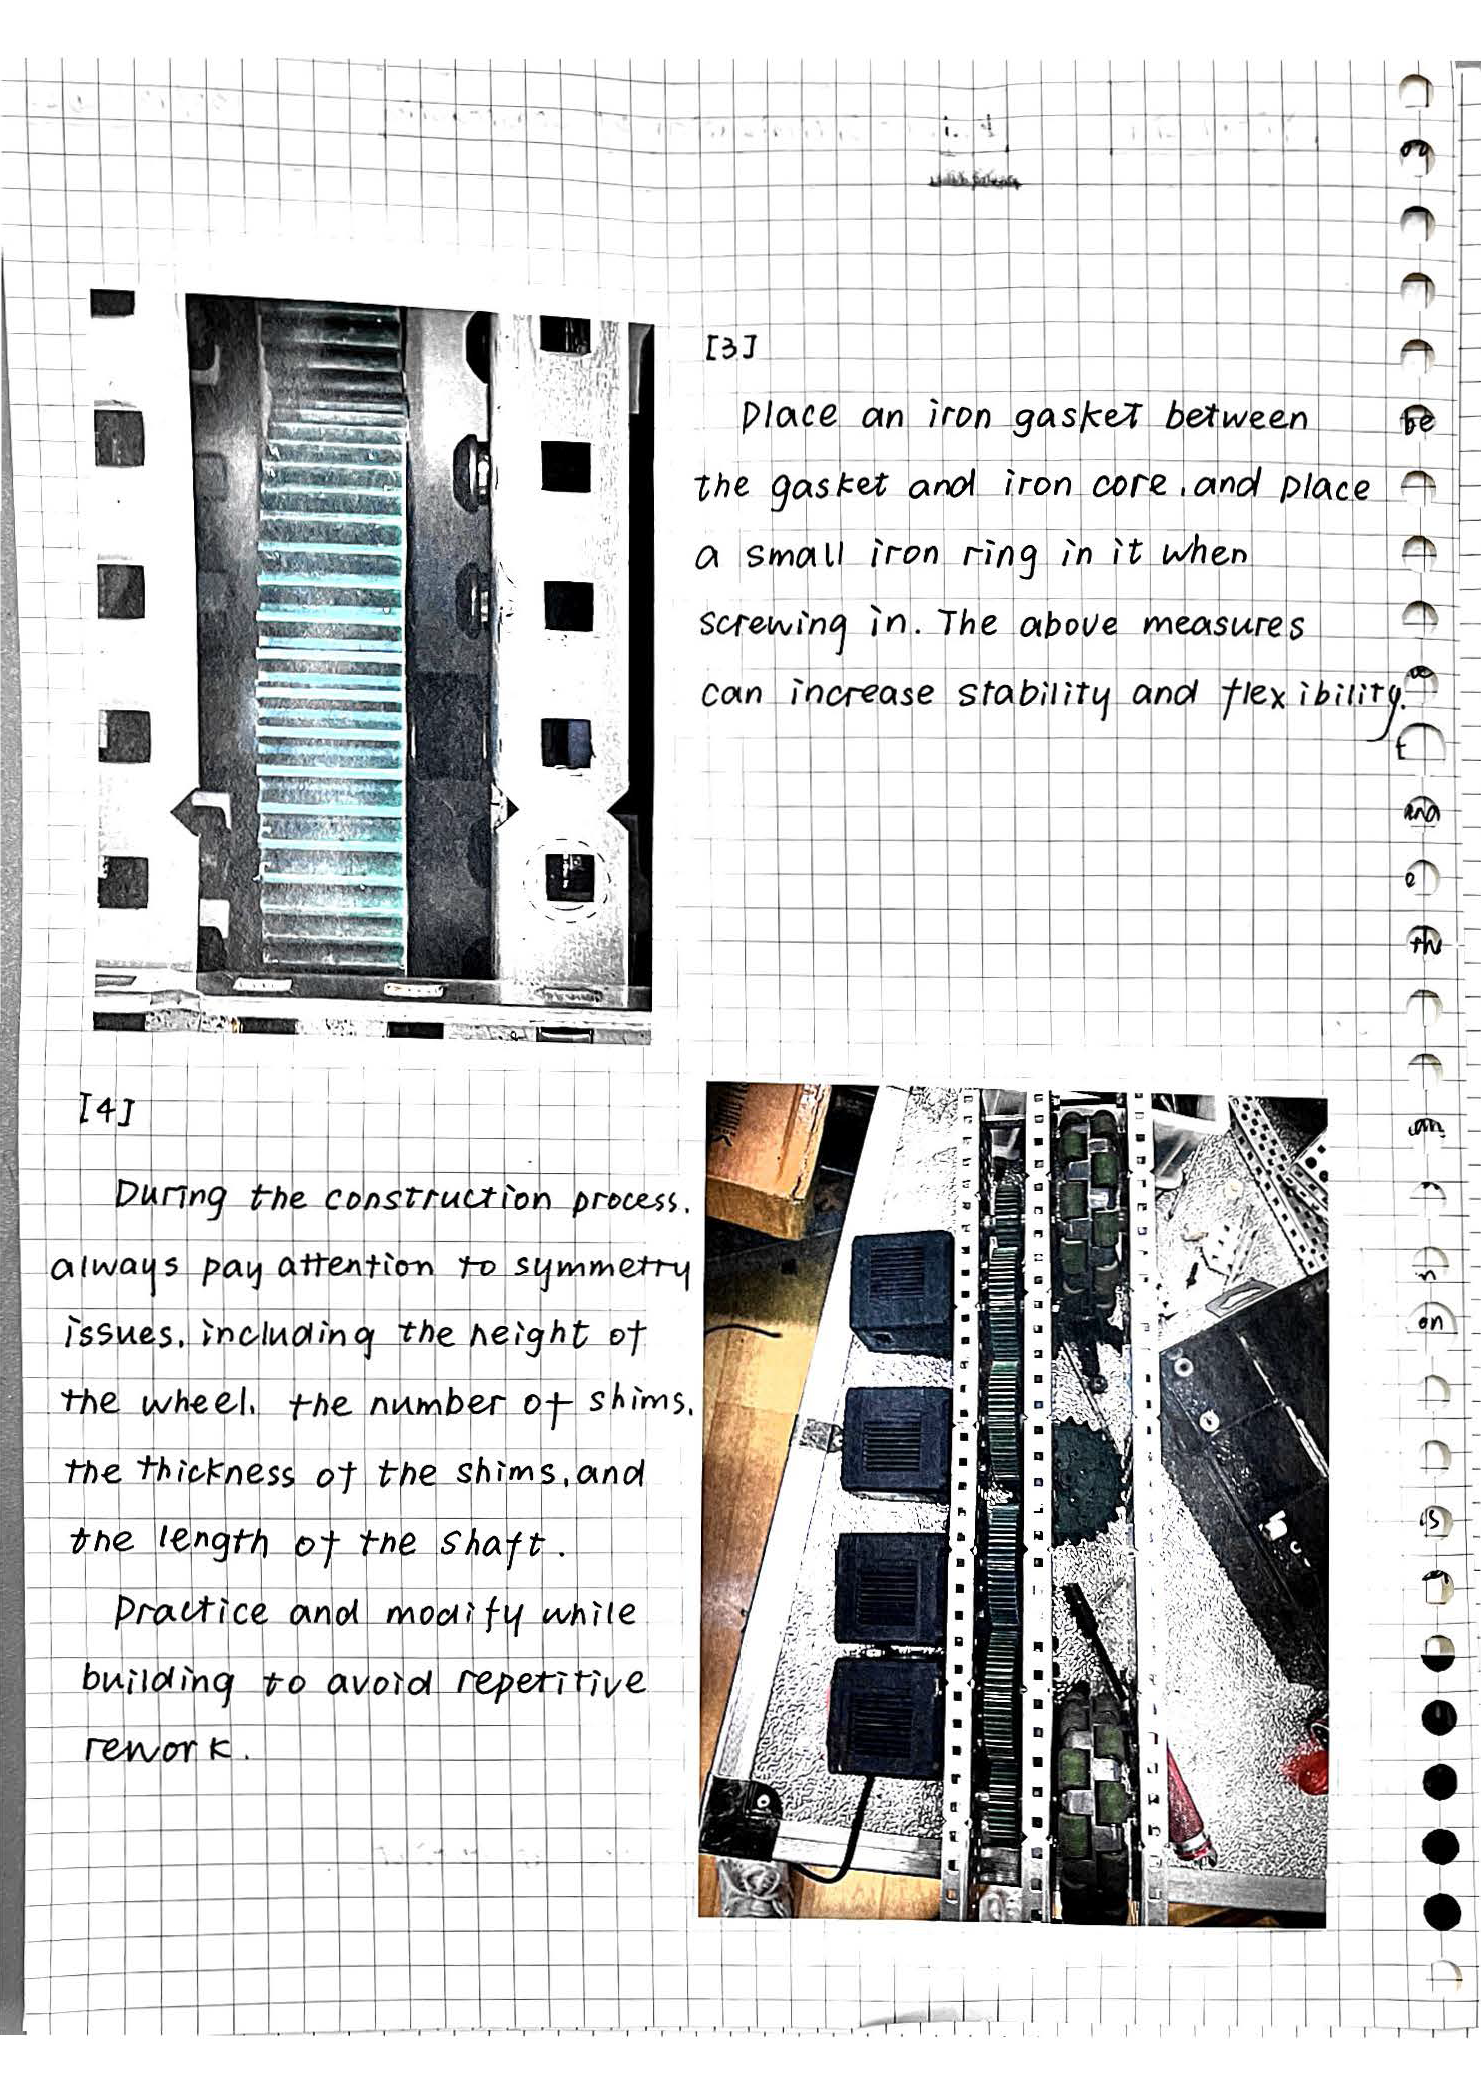 [3]
Place an iron gasket between
the gasket and iron core, and place
a small iron ring in it when
screwing in. The above measures
can increase stability and flexibility.
[4]
During the construction process,
always pay attention to symmetry
issues, including the height of
the wheel, the number of shims,
the thickness of the shims, and
the length of the shaft.
Practice and modify while
building to avoid repetitive
rework.